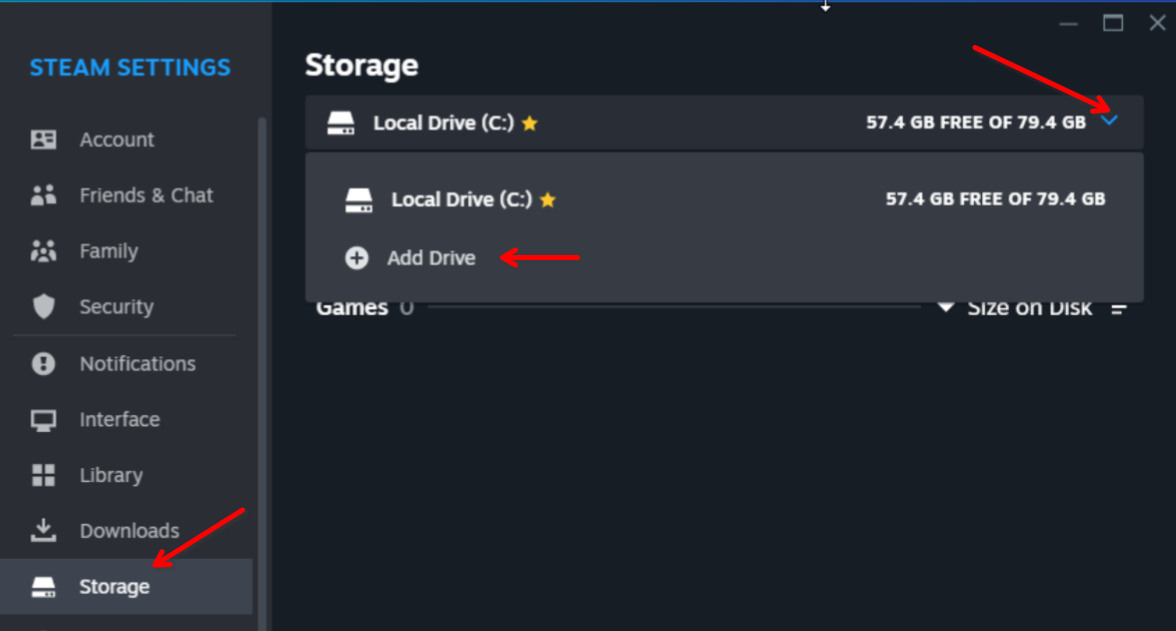 STEAM SETTINGS
Account
Friends & Chat
Family
Security
Notifications
Interface
Library
Downloads
Storage
Storage
Local Drive (C:) 57.4 GB FREE OF 79.4 GB
Local Drive (C:) 57.4 GB FREE OF 79.4 GB
Add Drive
Games 0 Size on Disk